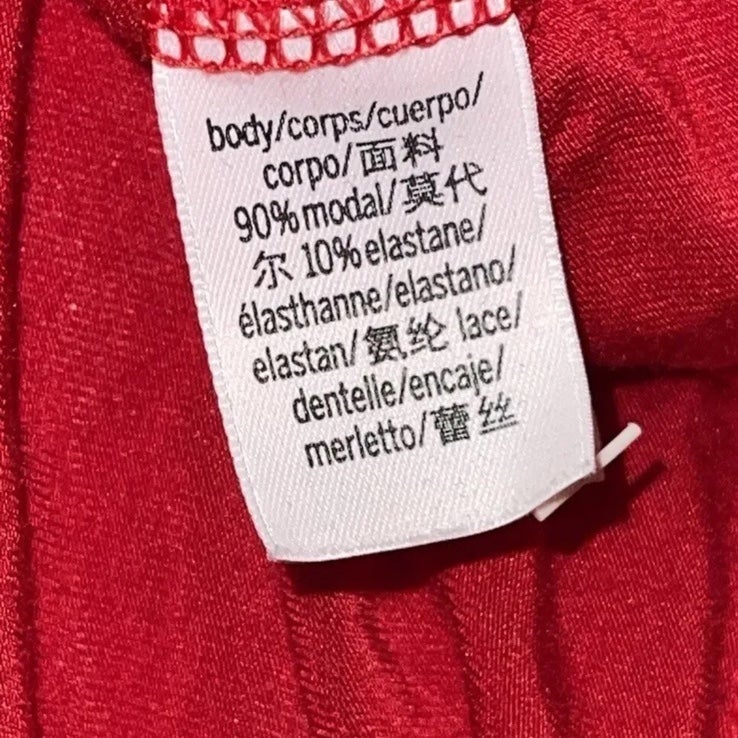 body/corps/cuerpo/
corpo/面料
90% modal/莫代
尔 10% elastane/
élasthanne/elastano/
elastan/氨纶 lace/
dentelle/encaje/
merletto/蕾丝